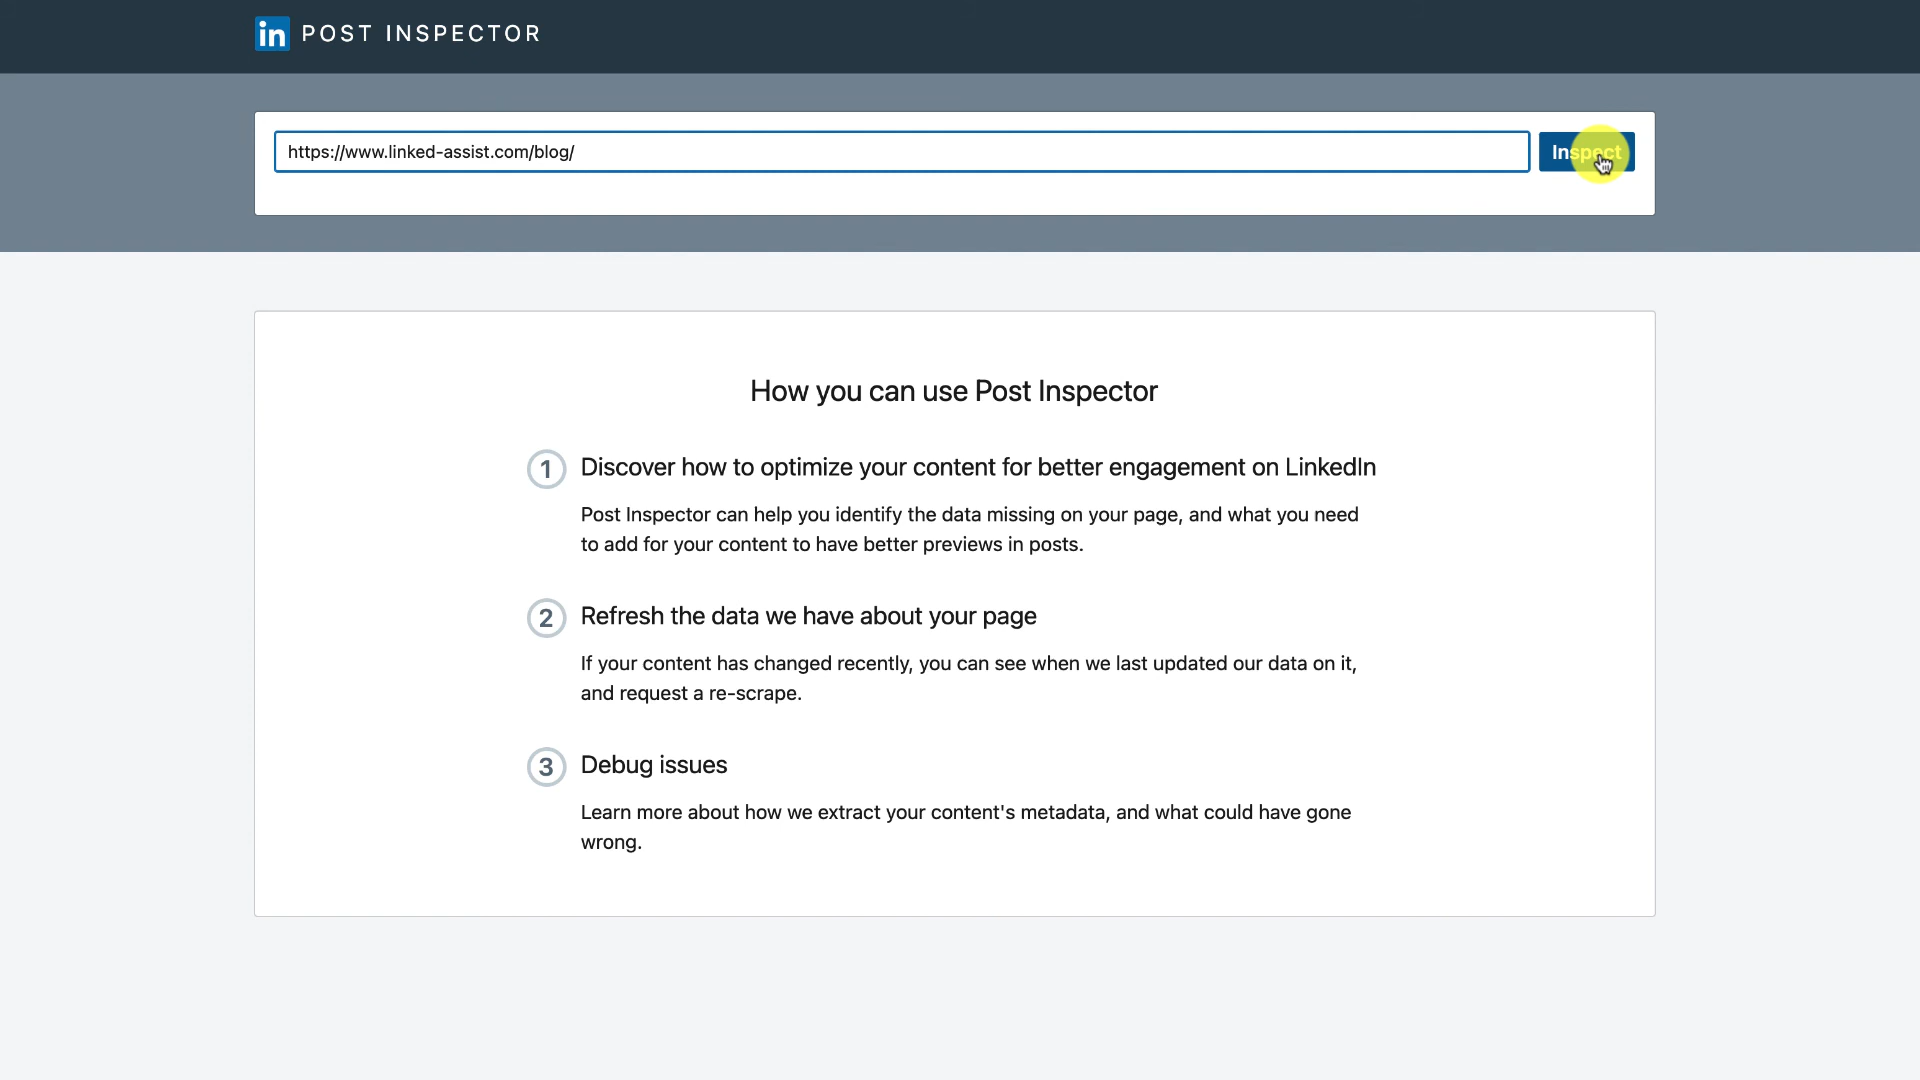 in POST INSPECTOR
https://www.linked-assist.com/blog/
Inspect
How you can use Post Inspector
1 Discover how to optimize your content for better engagement on LinkedIn
Post Inspector can help you identify the data missing on your page, and what you need
to add for your content to have better previews in posts.
2 Refresh the data we have about your page
If your content has changed recently, you can see when we last updated our data on it,
and request a re-scrape.
3 Debug issues
Learn more about how we extract your content's metadata, and what could have gone
wrong.